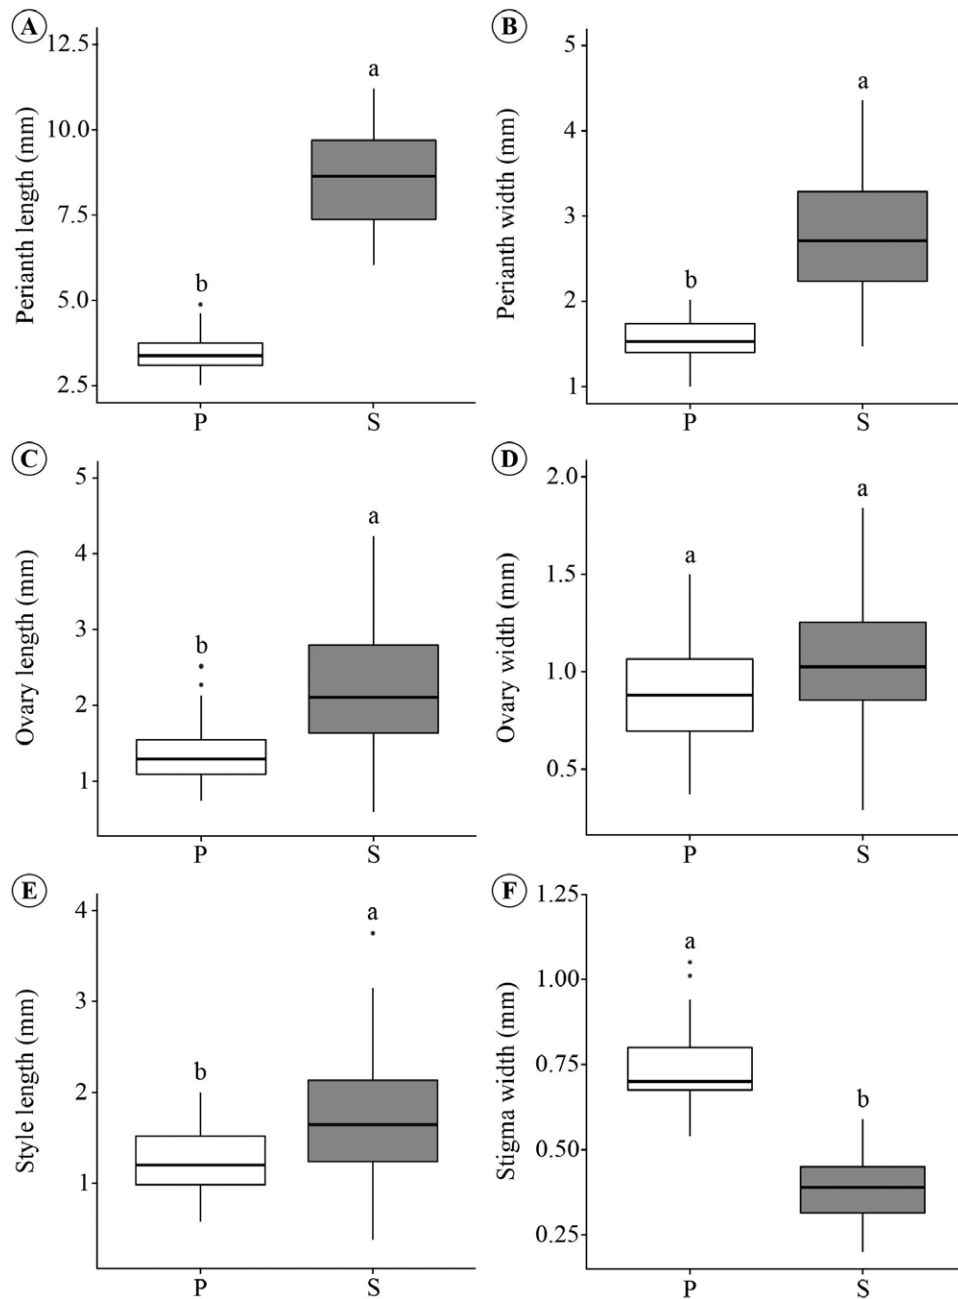 A
12.5
10.0
7.5
5.0
2.5
Perianth length (mm)
b
a
P
S
B
5
4
3
2
1
Perianth width (mm)
b
a
P
S
C
5
4
3
2
1
Ovary length (mm)
b
a
P
S
D
2.0
1.5
1.0
0.5
Ovary width (mm)
a
a
P
S
E
4
3
2
1
Style length (mm)
b
a
P
S
F
1.25
1.00
0.75
0.50
0.25
Stigma width (mm)
a
b
P
S